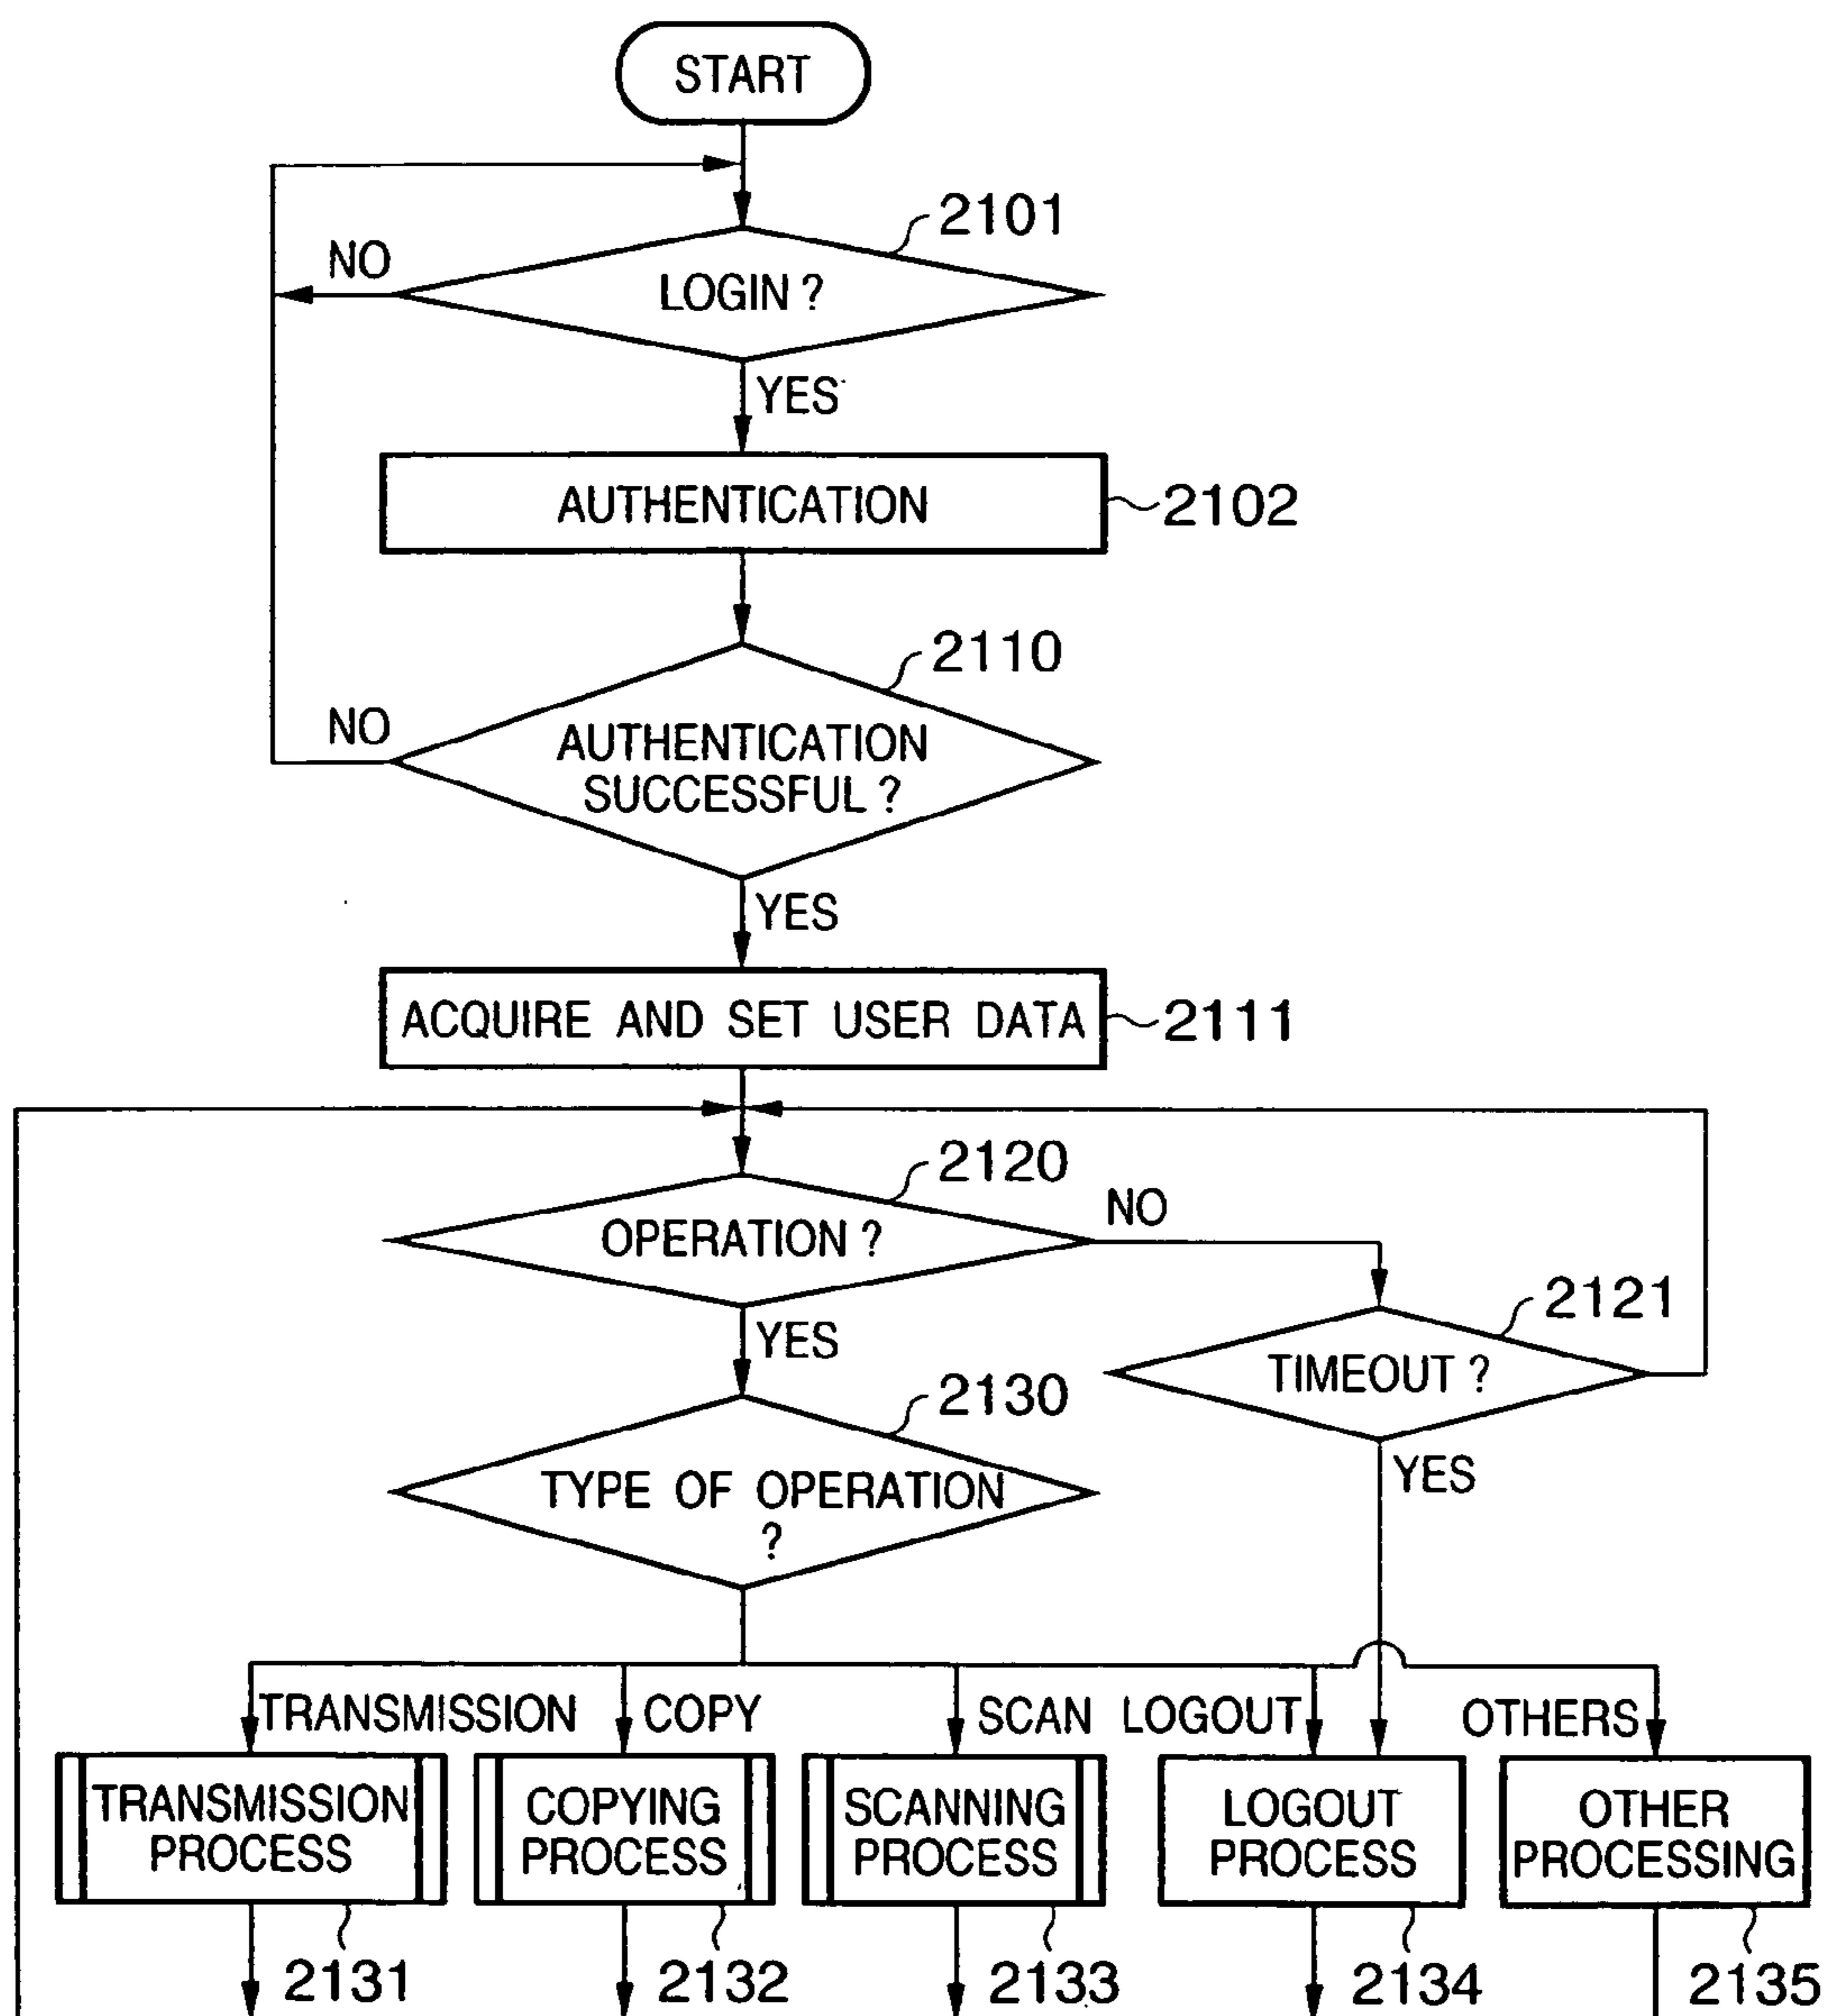 START
2101
NO
LOGIN ?
YES
AUTHENTICATION
2102
2110
NO
AUTHENTICATION
SUCCESSFUL ?
YES
ACQUIRE AND SET USER DATA
2111
2120
OPERATION ?
NO
2121
YES
TIMEOUT ?
2130
TYPE OF OPERATION
?
YES
TRANSMISSION
COPY
SCAN
LOGOUT
OTHERS
TRANSMISSION
PROCESS
COPYING
PROCESS
SCANNING
PROCESS
LOGOUT
PROCESS
OTHER
PROCESSING
2131
2132
2133
2134
2135